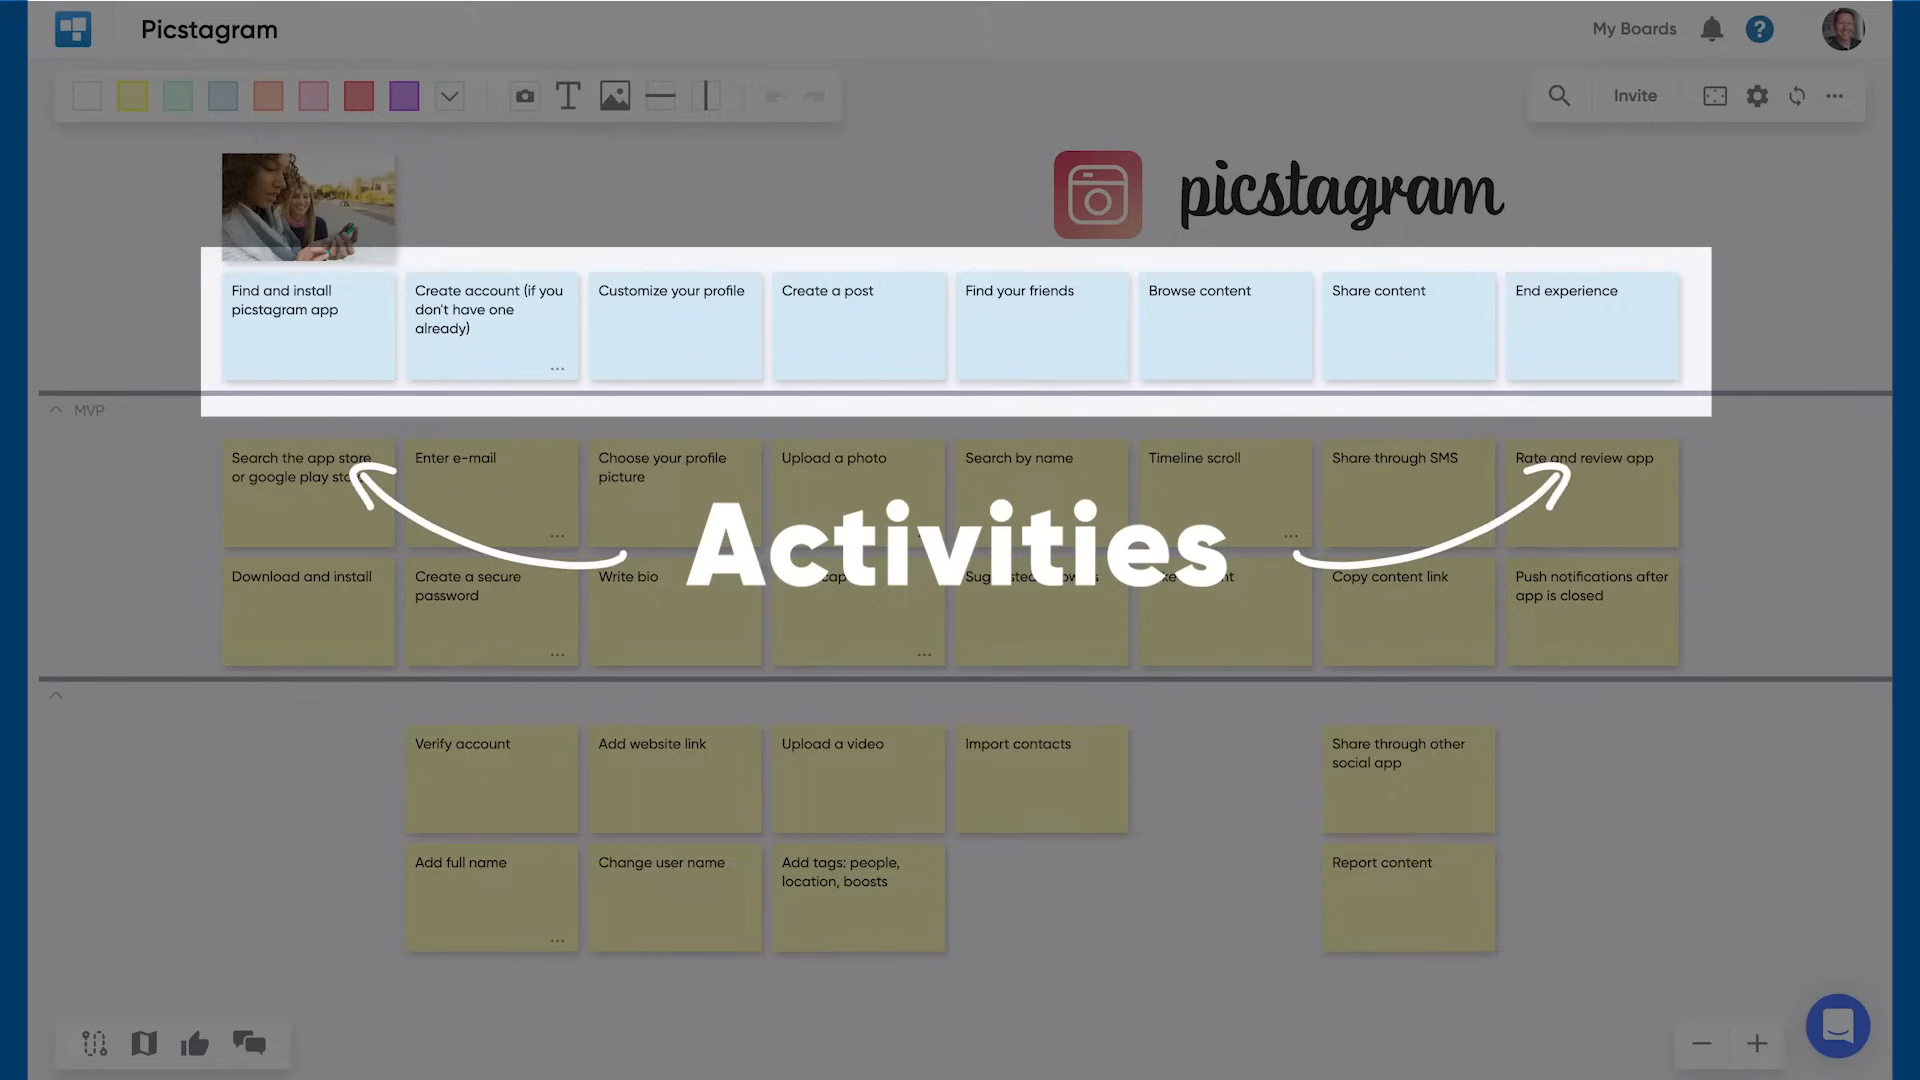 Picstagram
My Boards
?
T
Invite
picstagram
Find and install
picstagram app
Create account (if you
don't have one
already)
...
Customize your profile
Create a post
Find your friends
Browse content
Share content
End experience
MVP
Search the app store
or google play
Enter e-mail
...
Choose your profile
picture
Upload a photo
Search by name
Timeline scroll
...
Share through SMS
Rate and review app
Activities
Download and install
Create a secure
password
...
Write bio
...
Copy content link
Push notifications after
app is closed
Verify account
Add website link
Upload a video
Import contacts
Share through other
social app
Add full name
...
Change user name
Add tags: people,
location, boosts
Report content